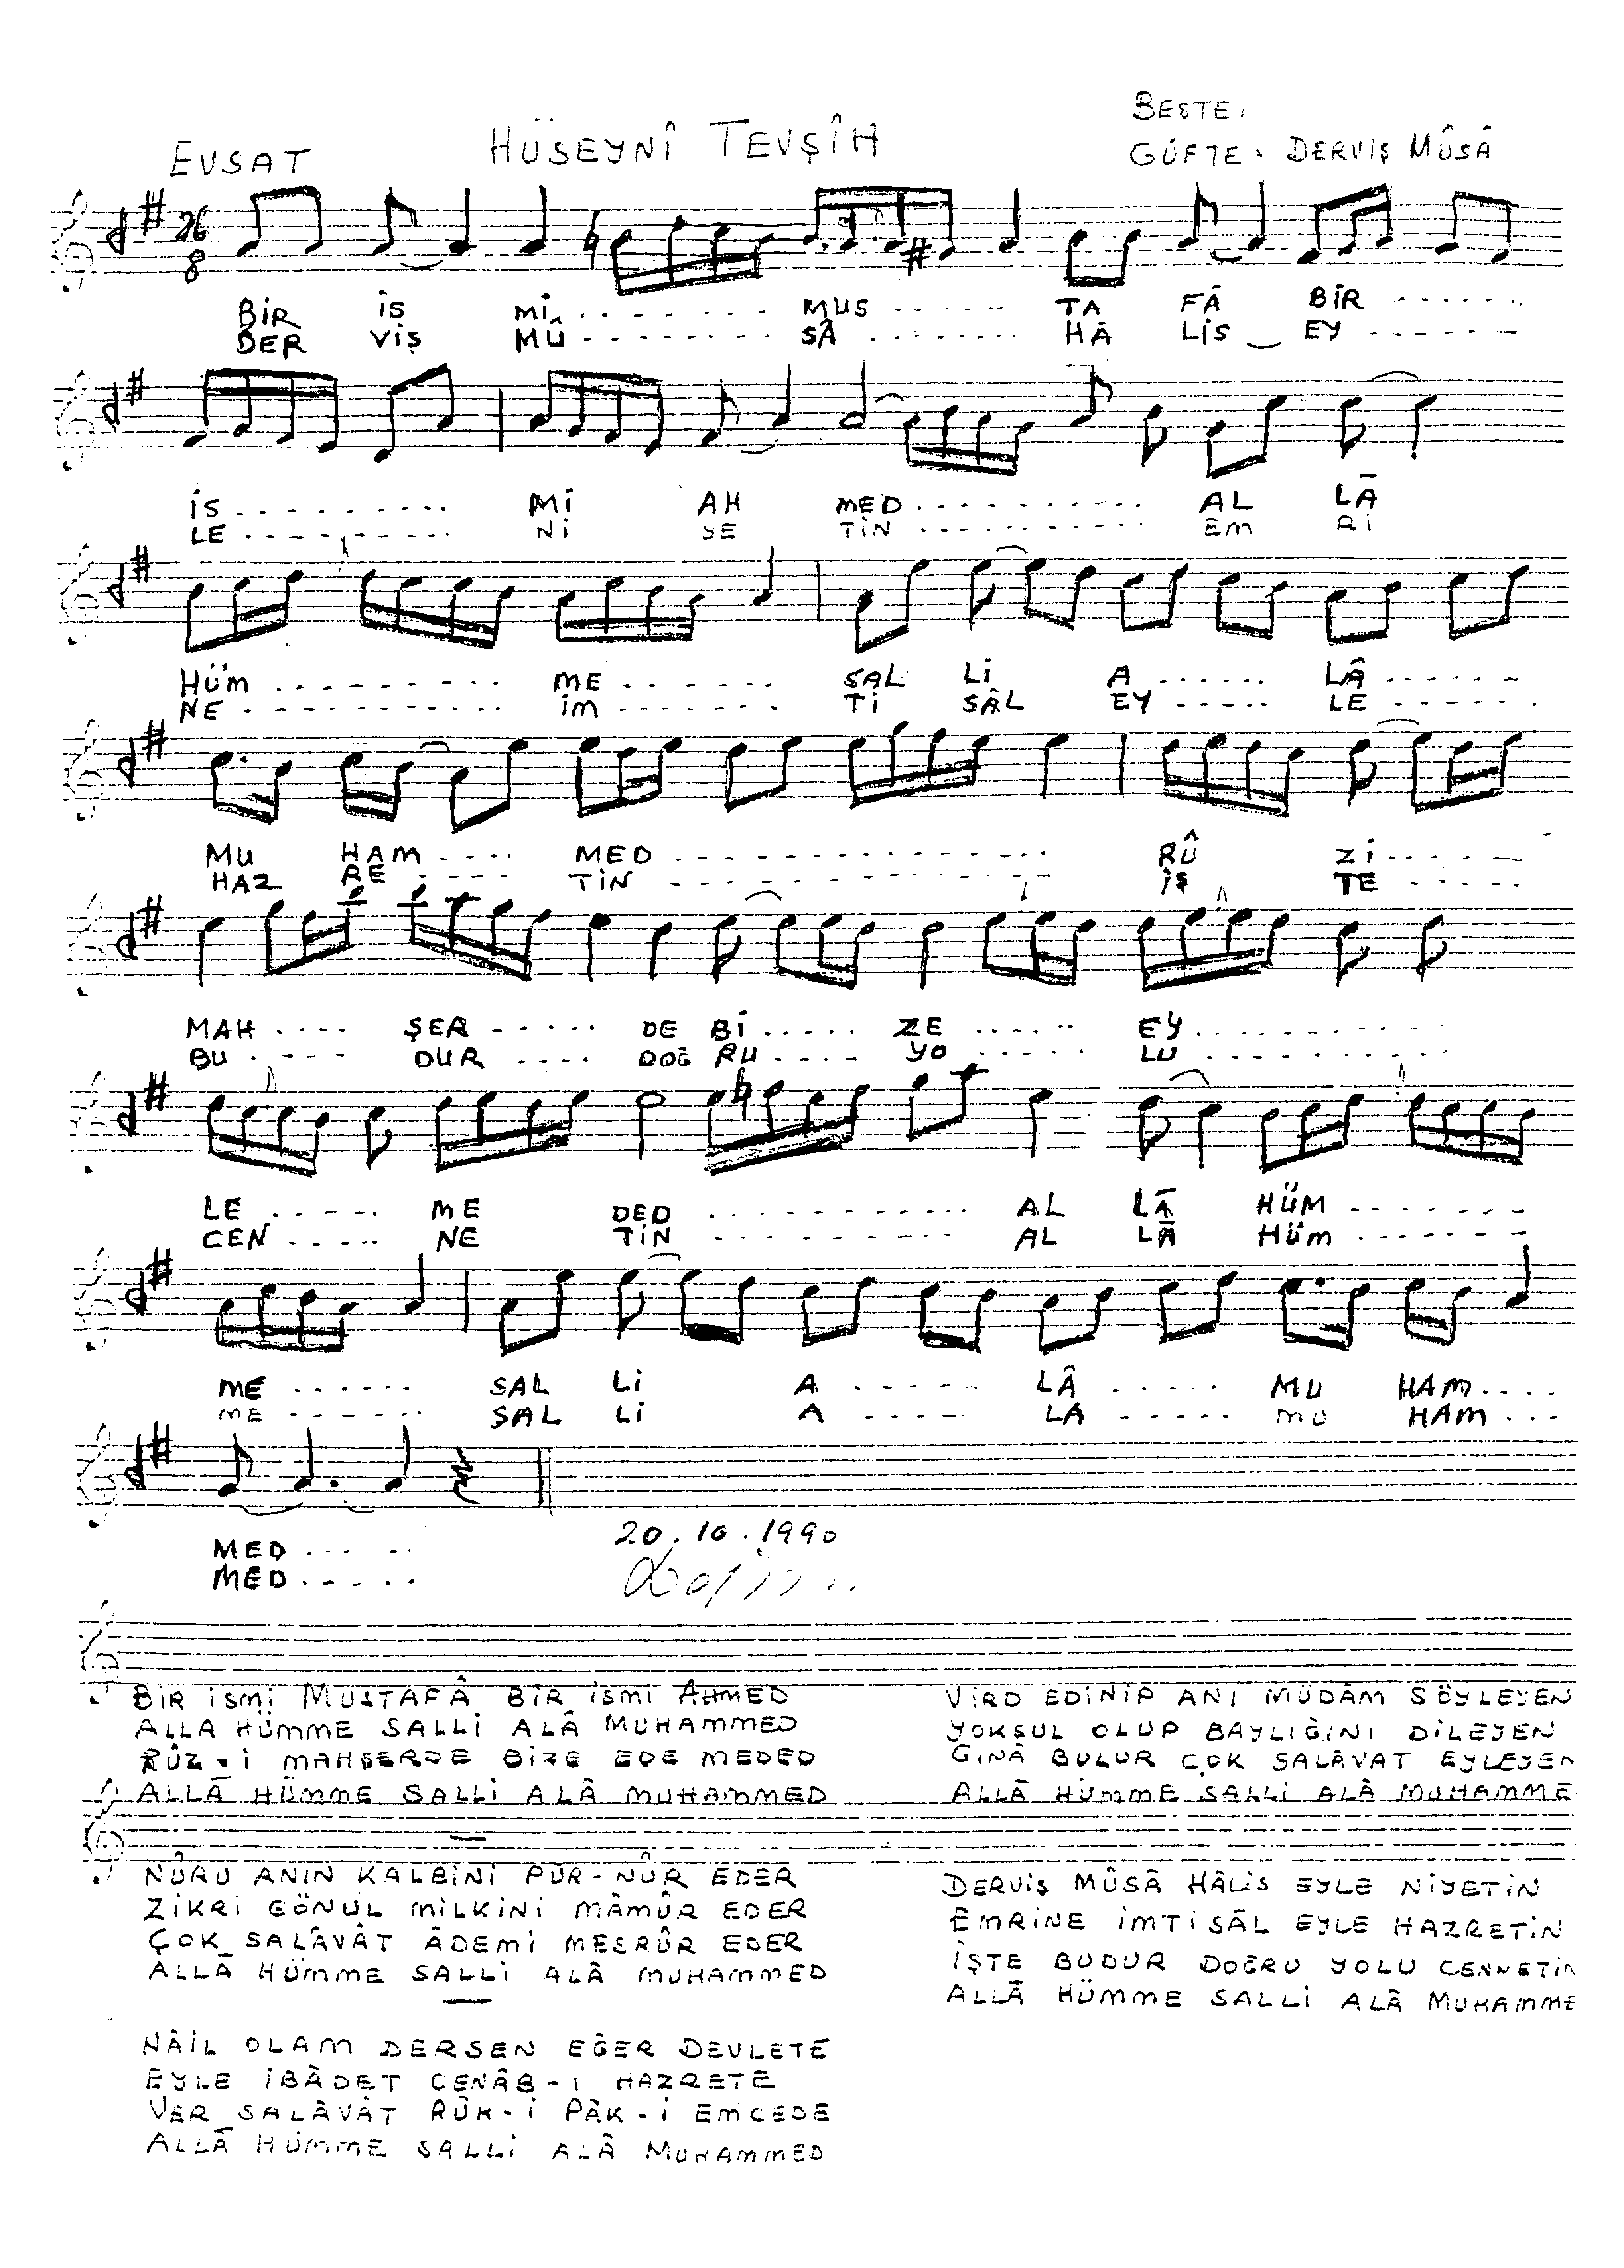 BESTE:
EVSAT HÜSEYNÎ TEVŞÎH GÜFTE: DERVİŞ MÛSÂ
26
8
BİR İS Mİ . . . . . . . MUS . . . . . TA FÂ BİR . . . . . .
DER VİŞ MÛ . . . . . . . SÂ . . . . . . HÂ LİS EY . . . . . .
İS . . . . . . . . Mİ AH MED . . . . . . . . AL LĀ
LE . . . . . . . . Nİ YE TİN . . . . . . . . EM Rİ
HÜM . . . . . . . . ME . . . . . SAL Lİ A . . . . . LÂ . . . . .
NE . . . . . . . . . İM . . . . . Tİ SÂL EY . . . . . LE . . . . .
MU HAM . . . . MED . . . . . . . . . . . RÛ Zİ . . . . .
HAZ RE . . . . TİN . . . . . . . . . . . İŞ TE . . . . .
MAH . . . . ŞER . . . . . DE Bİ . . . . . ZE . . . . . EY . . . . . . . . .
BU . . . . DUR . . . . DOĞ RU . . . . YO . . . . . LU . . . . . . . . .
LE . . . . . ME DED . . . . . . . . . . AL LĀ HÜM . . . . . . .
CEN . . . . . NE TİN . . . . . . . . . AL LĀ HÜM . . . . . . .
ME . . . . . . SAL Lİ A . . . . . LÂ . . . . . MU HAM . . . .
ME . . . . . . SAL Lİ A . . . . . LA . . . . . MU HAM . . .
MED . . . . .
MED . . . . .
20.10.1990
BİR İSMİ MUSTAFÂ BİR İSMİ AHMED
ALLA HÜMME SALLİ ALÂ MUHAMMED
RÛZ-İ MAHŞERDE BİZE EDE MEDED
ALLĀ HÜMME SALLİ ALÂ MUHAMMED
NÛRU ANIN KALBİNİ PÜR-NÛR EDER
ZİKRİ GÖNÜL MİLKİNİ MÂMÛR EDER
ÇOK SALÂVÂT ÂDEMİ MESRÛR EDER
ALLĀ HÜMME SALLİ ALÂ MUHAMMED
NÂİL OLAM DERSEN EĞER DEVLETE
EYLE İBÂDET CENÂB-I HAZRETE
VER SALÂVÂT RÛH-İ PÂK-İ EMCEDE
ALLĀ HÜMME SALLİ ALÂ MUHAMMED
VİRD EDİNİP ANI MÜDÂM SÖYLEYEN
YOKSUL OLUP BAYLIĞINI DİLEYEN
GINÂ BULUR ÇOK SALÂVAT EYLEYEN
ALLĀ HÜMME SALLİ ALÂ MUHAMME
DERVİŞ MÛSÂ HÂLİS EYLE NİYETİN
EMRİNE İMTİSÂL EYLE HAZRETİN
İŞTE BUDUR DOĞRU YOLU CENNETİN
ALLĀ HÜMME SALLİ ALÂ MUHAMME